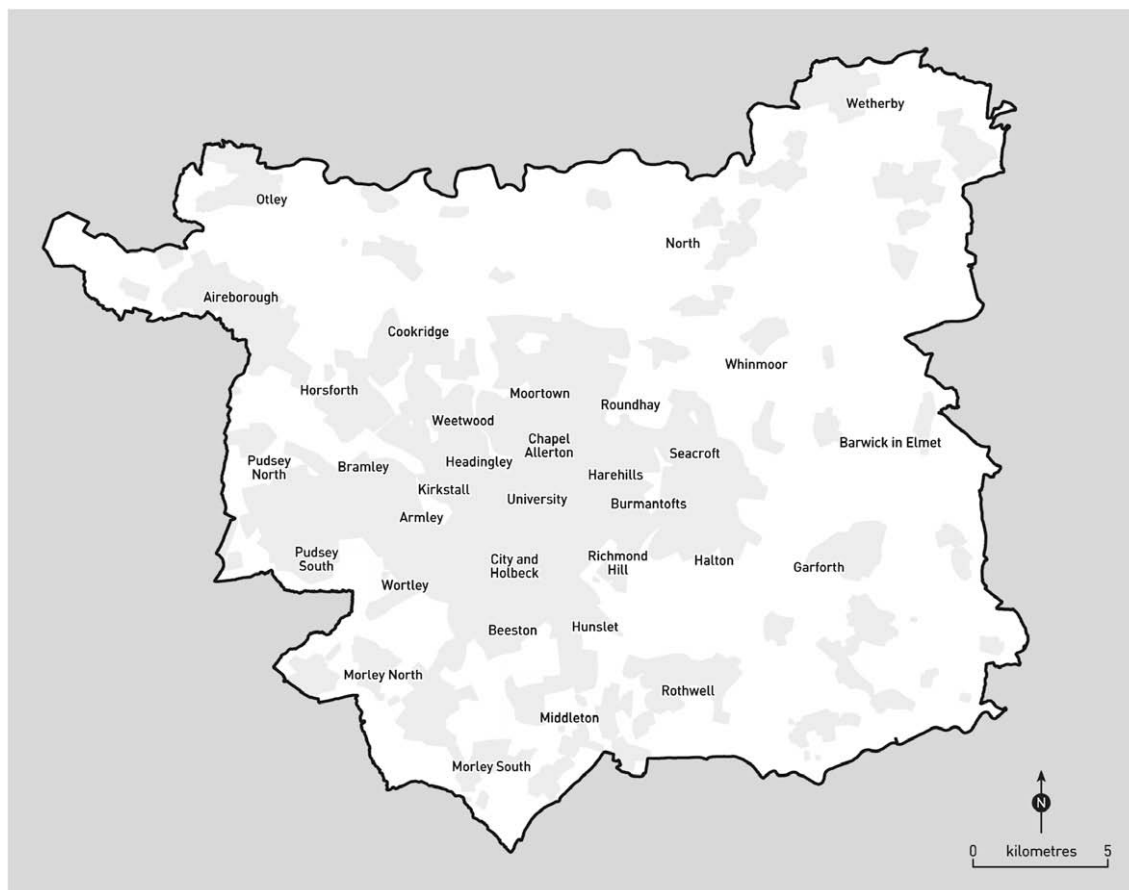 Wetherby
Otley
North
Aireborough
Cookridge
Whinmoor
Horsforth
Moortown
Roundhay
Weetwood
Chapel
Allerton
Barwick in Elmet
Seacroft
Pudsey
North
Bramley
Headingley
Harehills
Kirkstall
University
Burmantofts
Armley
Pudsey
South
City and
Holbeck
Richmond
Hill
Halton
Garforth
Wortley
Beeston
Hunslet
Morley North
Rothwell
Middleton
Morley South
N
0 kilometres 5